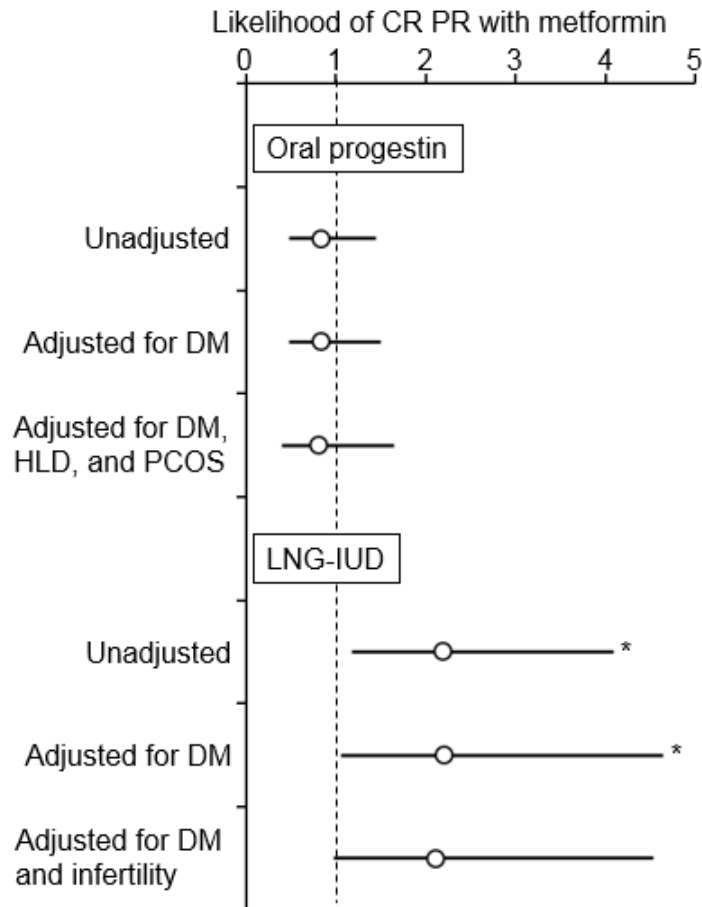 Likelihood of CR PR with metformin
0 1 2 3 4 5
Oral progestin
Unadjusted
Adjusted for DM
Adjusted for DM,
HLD, and PCOS
LNG-IUD
Unadjusted *
Adjusted for DM *
Adjusted for DM
and infertility